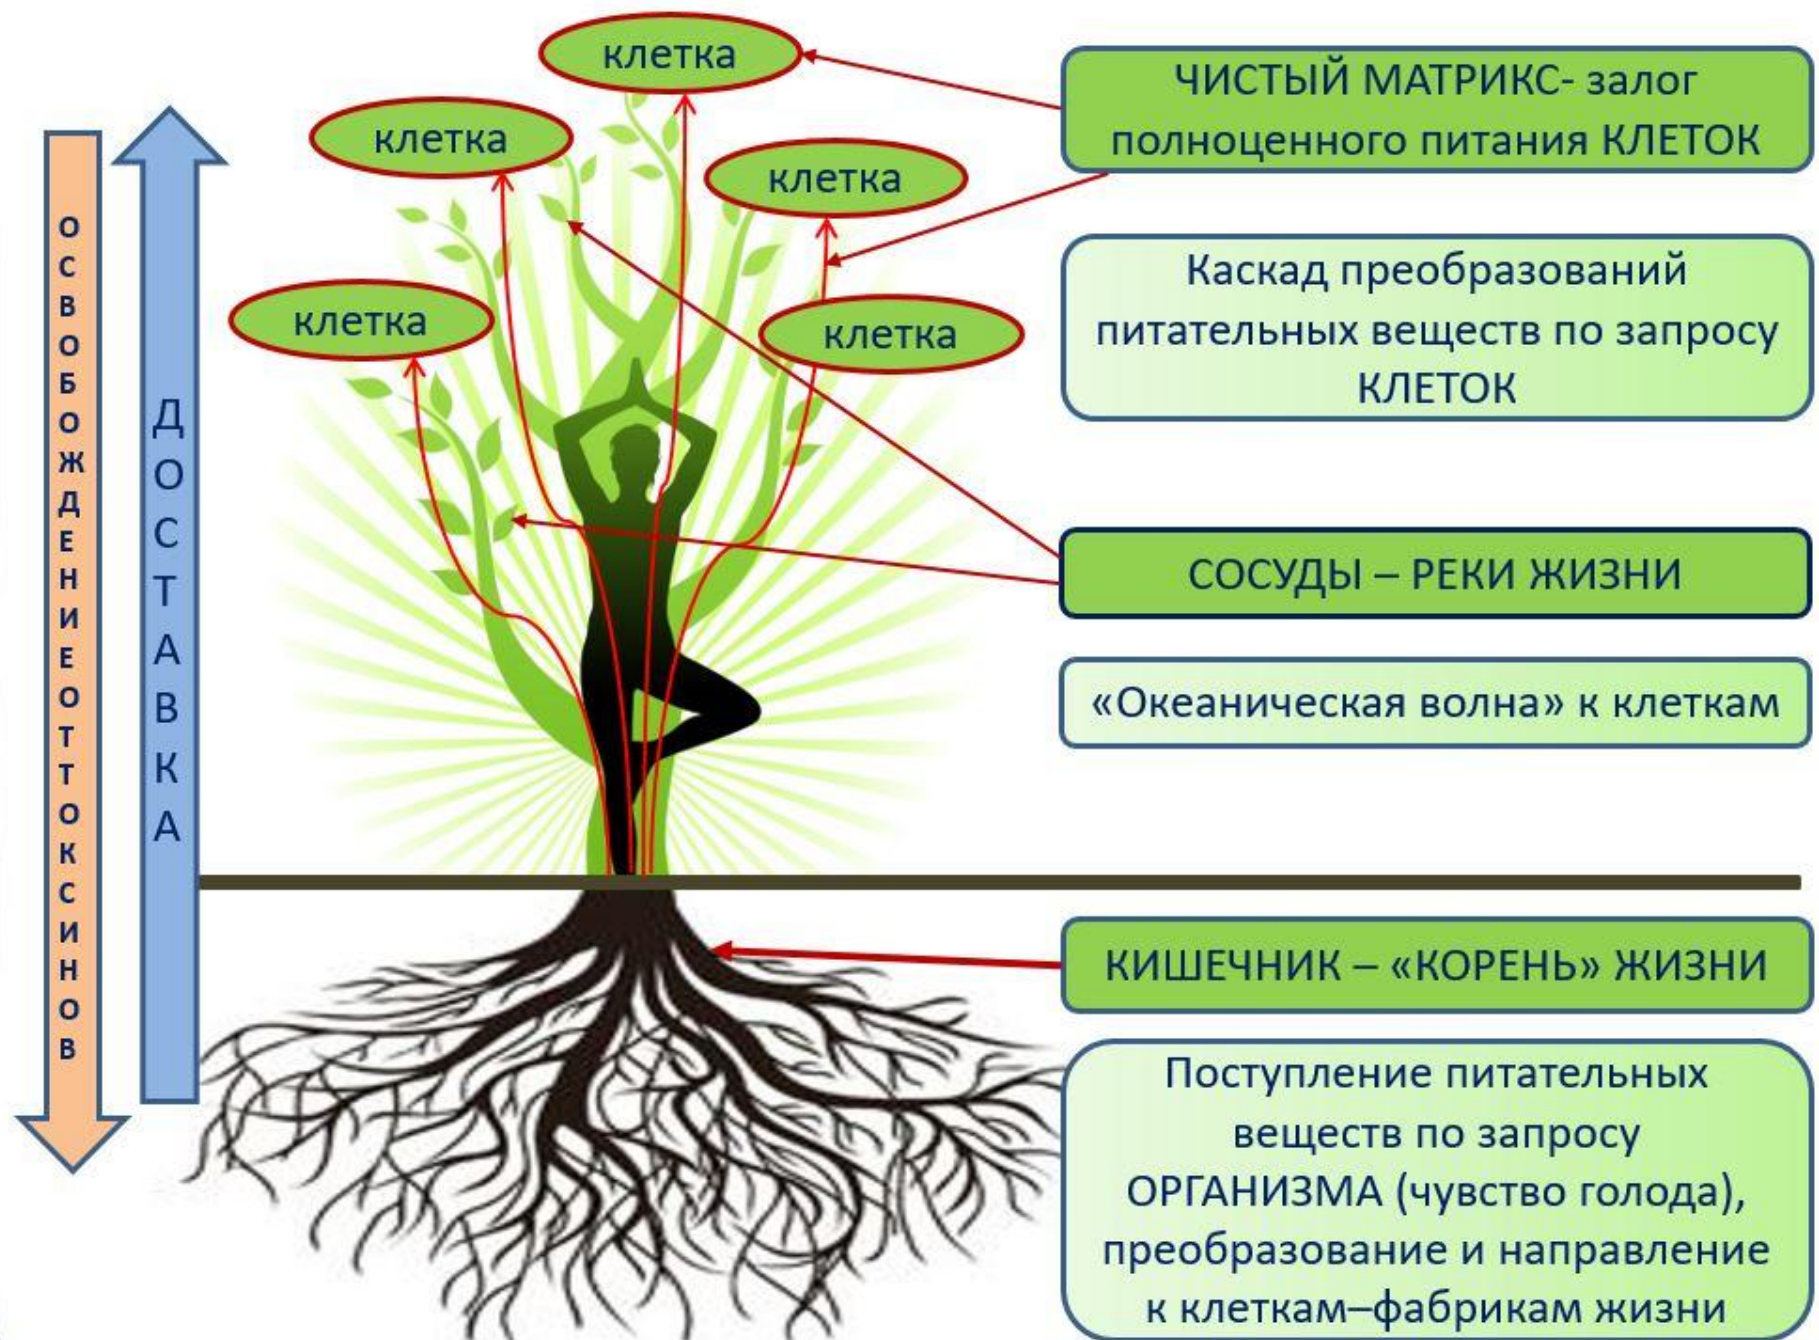 клетка
клетка
клетка
клетка
клетка
ОСВОБОЖДЕНИЕ ОТ ТОКСИНОВ
ДОСТАВКА
ЧИСТЫЙ МАТРИКС- залог
полноценного питания КЛЕТОК
Каскад преобразований
питательных веществ по запросу
КЛЕТОК
СОСУДЫ – РЕКИ ЖИЗНИ
«Океаническая волна» к клеткам
КИШЕЧНИК – «КОРЕНЬ» ЖИЗНИ
Поступление питательных
веществ по запросу
ОРГАНИЗМА (чувство голода),
преобразование и направление
к клеткам–фабрикам жизни